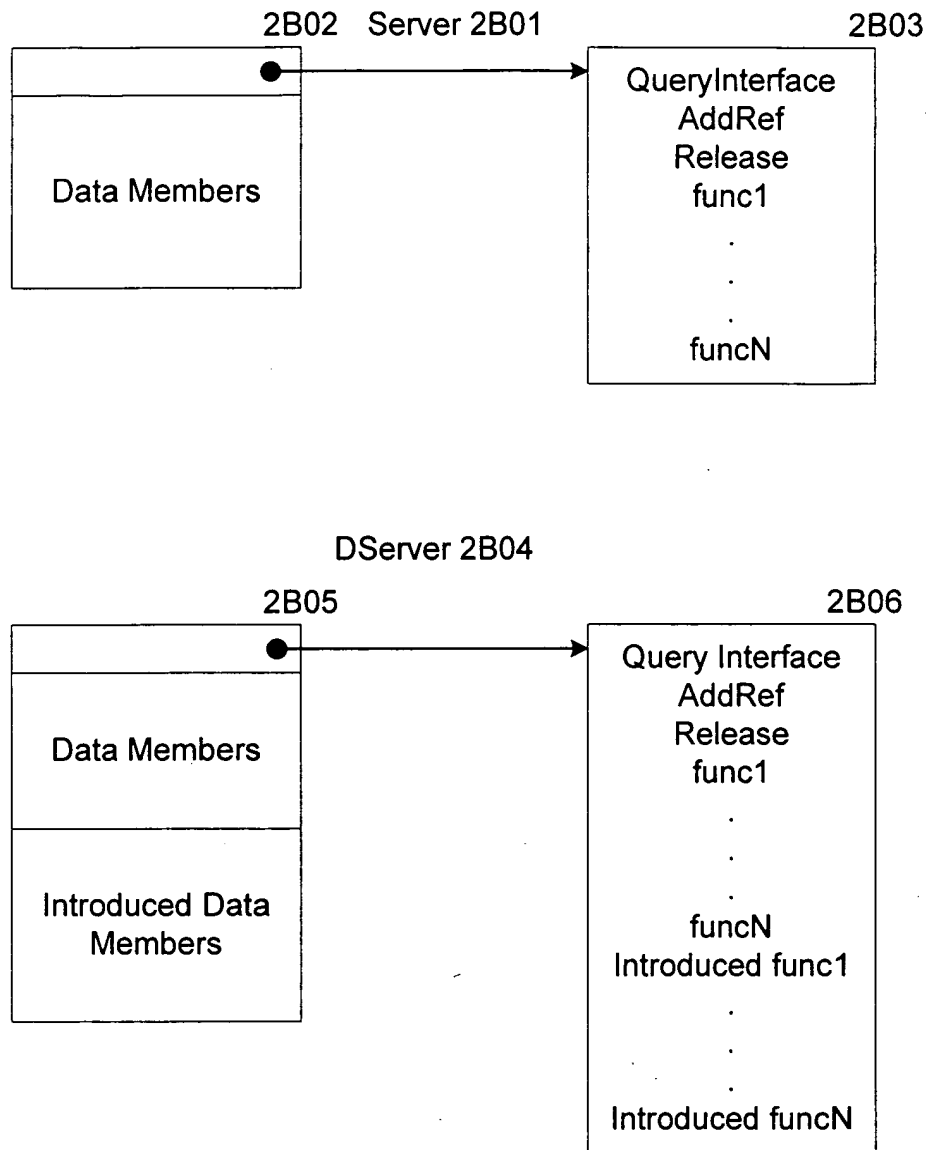 2B02 Server 2B01 2B03
QueryInterface
AddRef
Release
func1
.
.
.
funcN
Data Members
DServer 2B04
2B05 2B06
Data Members
Introduced Data
Members
Query Interface
AddRef
Release
func1
.
.
.
funcN
Introduced func1
.
.
.
Introduced funcN